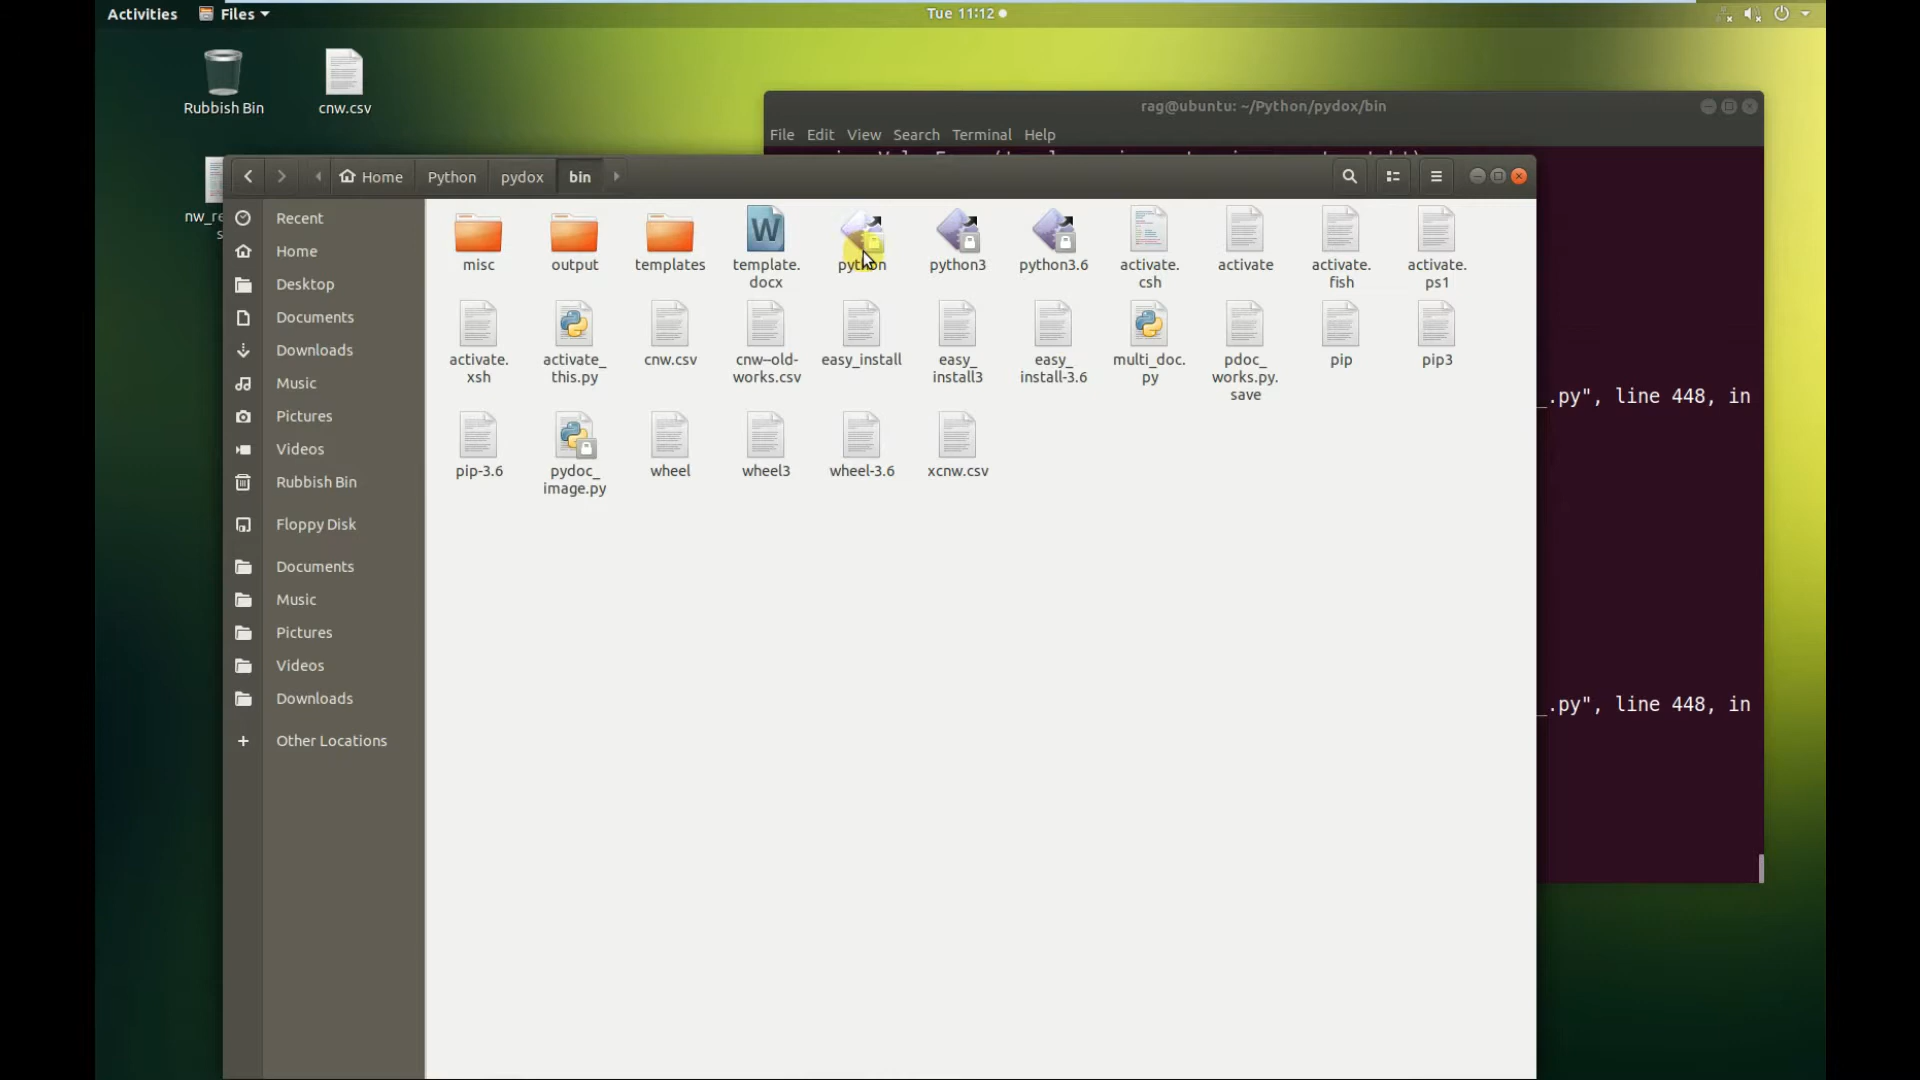 Activities Files Tue 11:12
Rubbish Bin
cnw.csv
rag@ubuntu: ~/Python/pydox/bin
File Edit View Search Terminal Help
nw_re
s
Home Python pydox bin
Recent
Home
Desktop
Documents
Downloads
Music
Pictures
Videos
Rubbish Bin
Floppy Disk
Documents
Music
Pictures
Videos
Downloads
Other Locations
misc
output
templates
template.
docx
python
python3
python3.6
activate.
csh
activate
activate.
fish
activate.
ps1
activate.
xsh
activate_
this.py
cnw.csv
cnw--old-
works.csv
easy_install
easy_
install3
easy_
install-3.6
multi_doc.
py
pdoc_
works.py.
save
pip
pip3
pip-3.6
pydoc_
image.py
wheel
wheel3
wheel-3.6
xcnw.csv
_.py", line 448, in
_.py", line 448, in